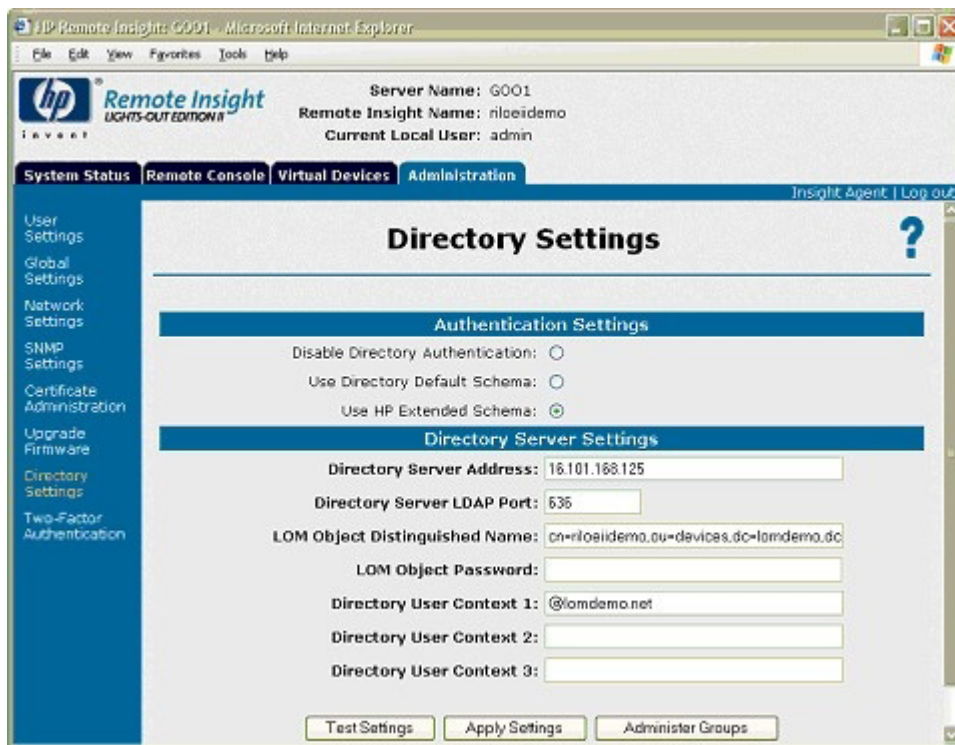 HP Remote Insight: G001 - Microsoft Internet Explorer
File Edit View Favorites Tools Help
hp
invent
Remote Insight
LIGHTS-OUT EDITION II
Server Name: G001
Remote Insight Name: riloeiidemo
Current Local User: admin
System Status Remote Console Virtual Devices Administration
Insight Agent | Log out
User
Settings
Global
Settings
Network
Settings
SNMP
Settings
Certificate
Administration
Upgrade
Firmware
Directory
Settings
Two-Factor
Authentication
Directory Settings
?
Authentication Settings
Disable Directory Authentication:
Use Directory Default Schema:
Use HP Extended Schema:
Directory Server Settings
Directory Server Address: 16.101.168.125
Directory Server LDAP Port: 636
LOM Object Distinguished Name: cn=riloeiidemo,ou=devices,dc=lomdemo,dc
LOM Object Password:
Directory User Context 1: @lomdemo.net
Directory User Context 2:
Directory User Context 3:
Test Settings Apply Settings Administer Groups